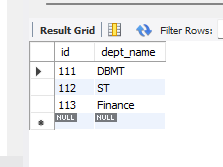 Result Grid Filter Rows:
id dept_name
111 DBMT
112 ST
113 Finance
NULL NULL